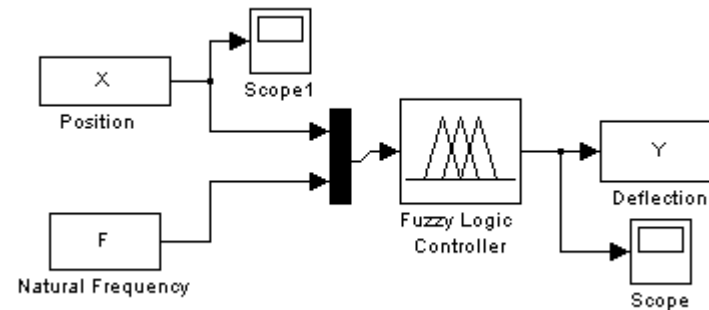 X
Position
Scope1
F
Natural Frequency
Fuzzy Logic
Controller
Y
Deflection
Scope